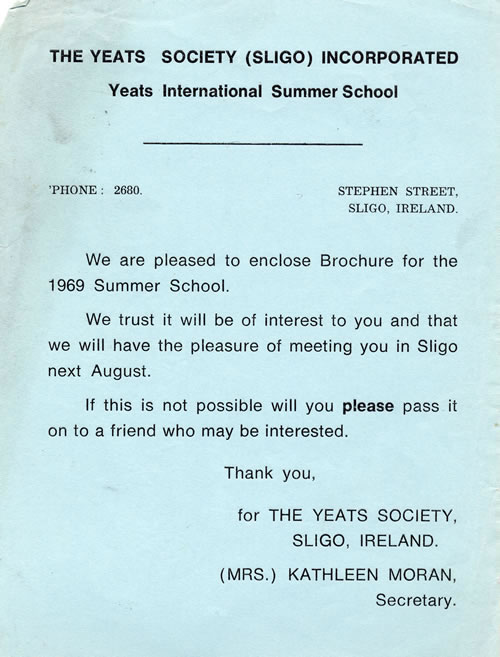 THE YEATS SOCIETY (SLIGO) INCORPORATED
Yeats International Summer School
'PHONE : 2680.
STEPHEN STREET,
SLIGO, IRELAND.
We are pleased to enclose Brochure for the
1969 Summer School.
We trust it will be of interest to you and that
we will have the pleasure of meeting you in Sligo
next August.
If this is not possible will you please pass it
on to a friend who may be interested.
Thank you,
for THE YEATS SOCIETY,
SLIGO, IRELAND.
(MRS.) KATHLEEN MORAN,
Secretary.